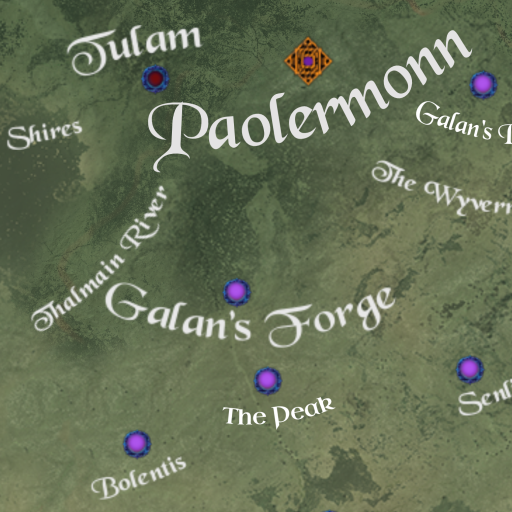 Tulam
Paolermonn
Galan's
Shires
The Wyvern
Thalmain River
Galan's Forge
The Peak
Bolentis